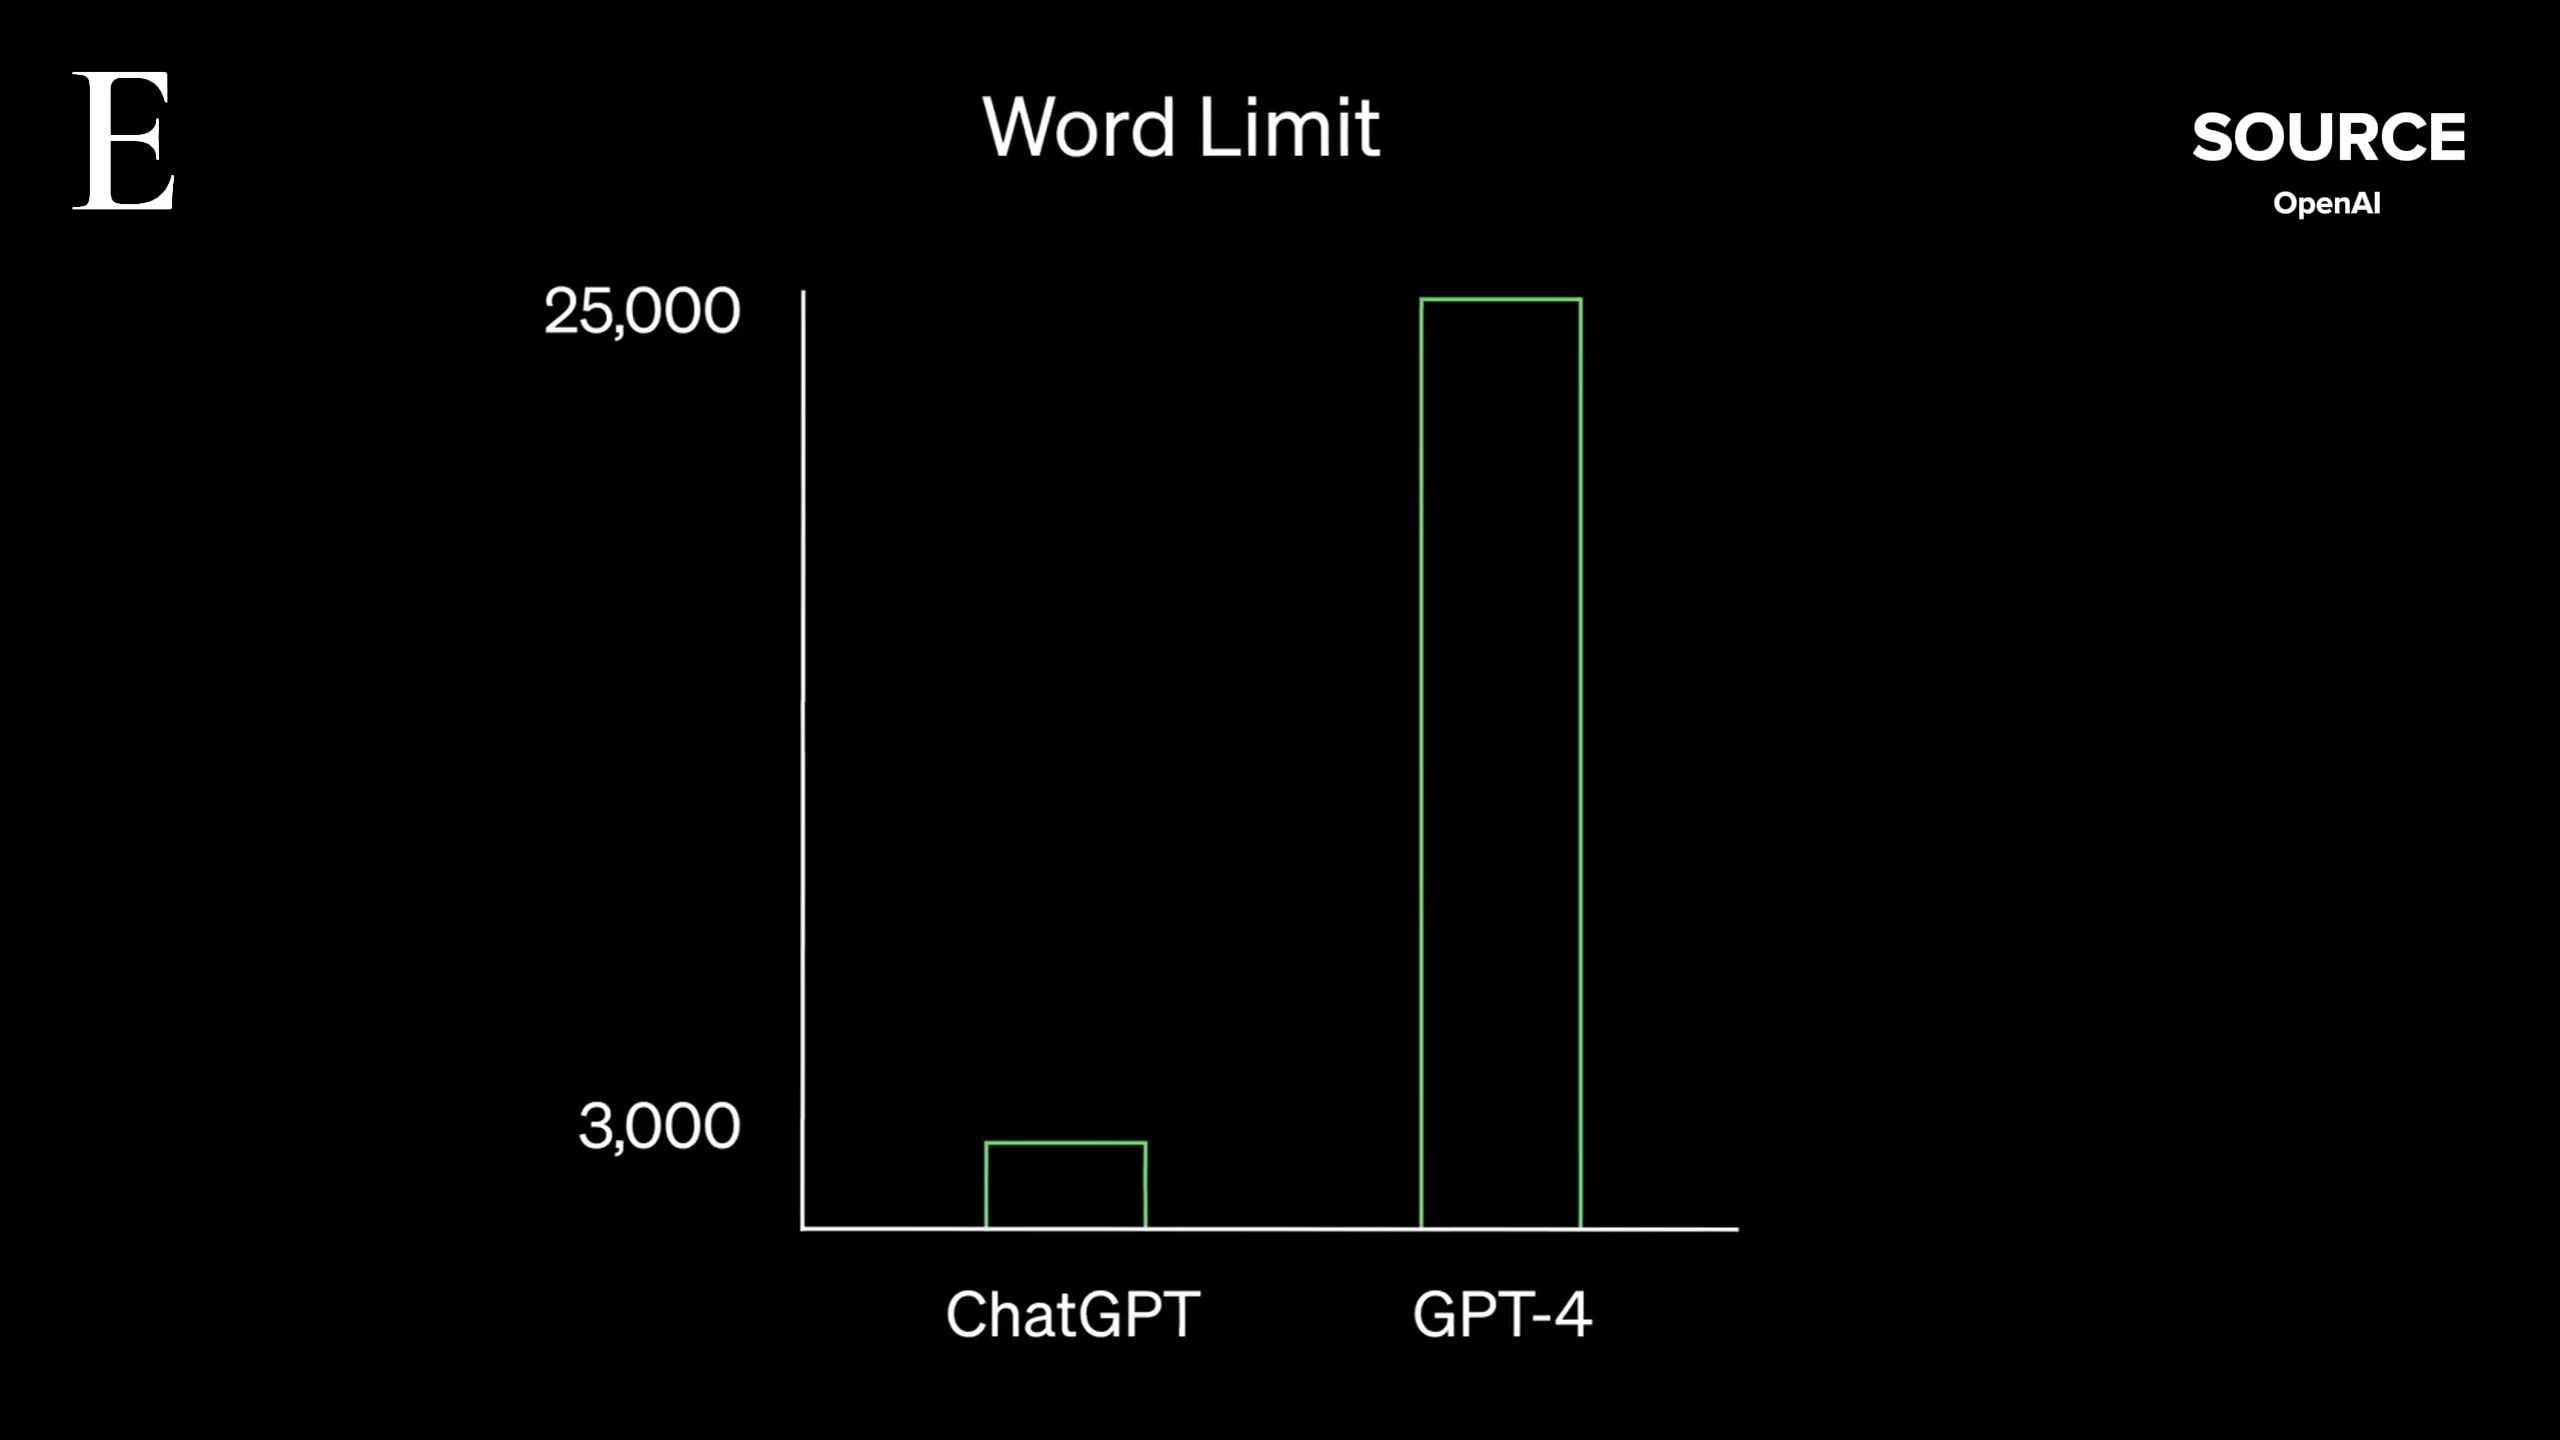 E
Word Limit
SOURCE
OpenAI
25,000
3,000
ChatGPT
GPT-4